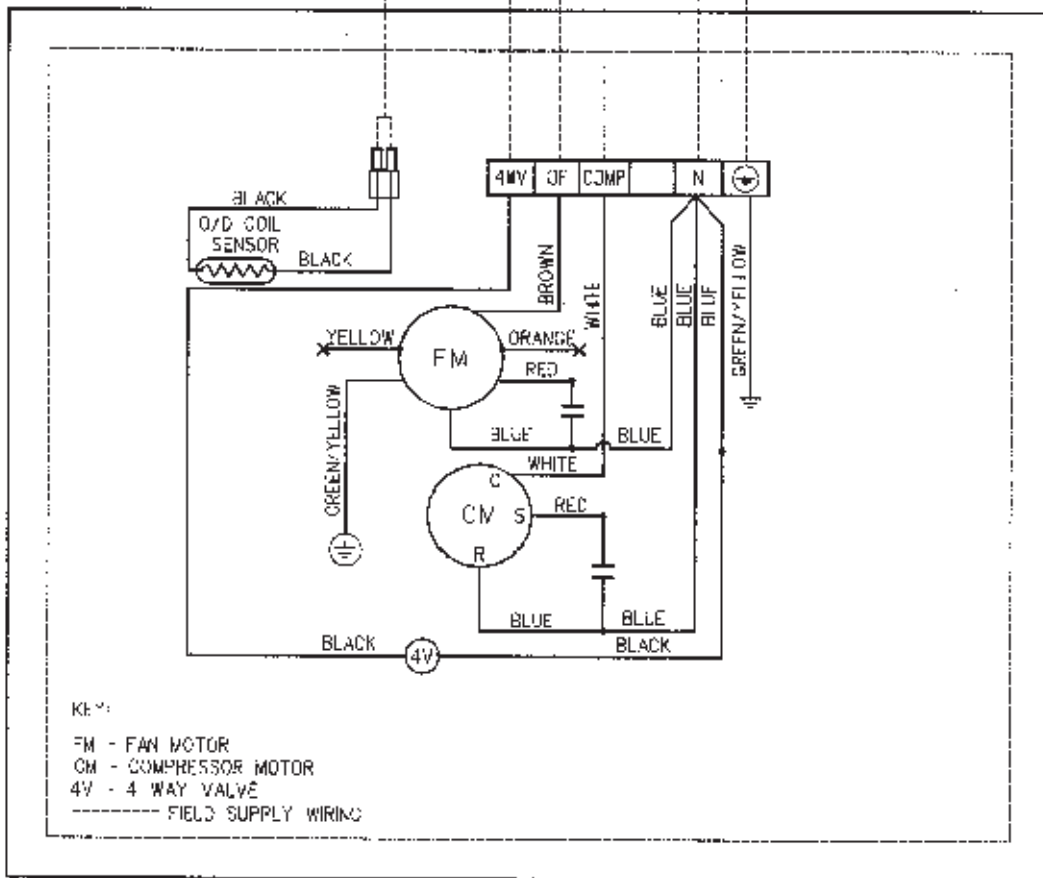 4MV OF COMP N
BLACK
O/D COIL
SENSOR
BLACK
BROWN
WHITE
BLUE
BLUE
BLUE
GREEN/YELLOW
YELLOW
FM
ORANGE
RED
GREEN/YELLOW
BLUE
BLUE
WHITE
C
CM
S
RED
R
BLUE
BLUE
BLACK
4V
BLACK
KEY:
FM - FAN MOTOR
CM - COMPRESSOR MOTOR
4V - 4 WAY VALVE
--------- FIELD SUPPLY WIRING